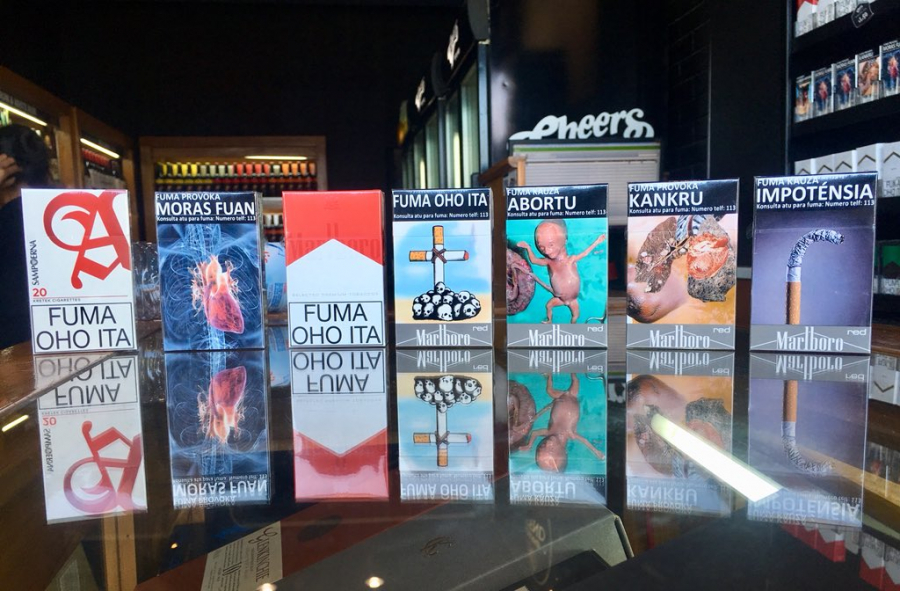 Cheers
SAMPOERNA
20
KRETEK CIGARETTES
FUMA
OHO ITA
FUMA PROVOKA
MORAS FUAN
Konsulta atu para fuma: Numero telf: 113
Marlboro
FUMA
OHO ITA
FUMA OHO ITA
Konsulta atu para fuma: Numero telf: 113
red
Marlboro
FUMA KAUZA
ABORTU
Konsulta atu para fuma: Numero telf: 113
red
Marlboro
FUMA PROVOKA
KANKRU
Konsulta atu para fuma: Numero telf: 113
red
Marlboro
FUMA KAUZA
IMPOTÉNSIA
Konsulta atu para fuma: Numero telf: 113
red
Marlboro